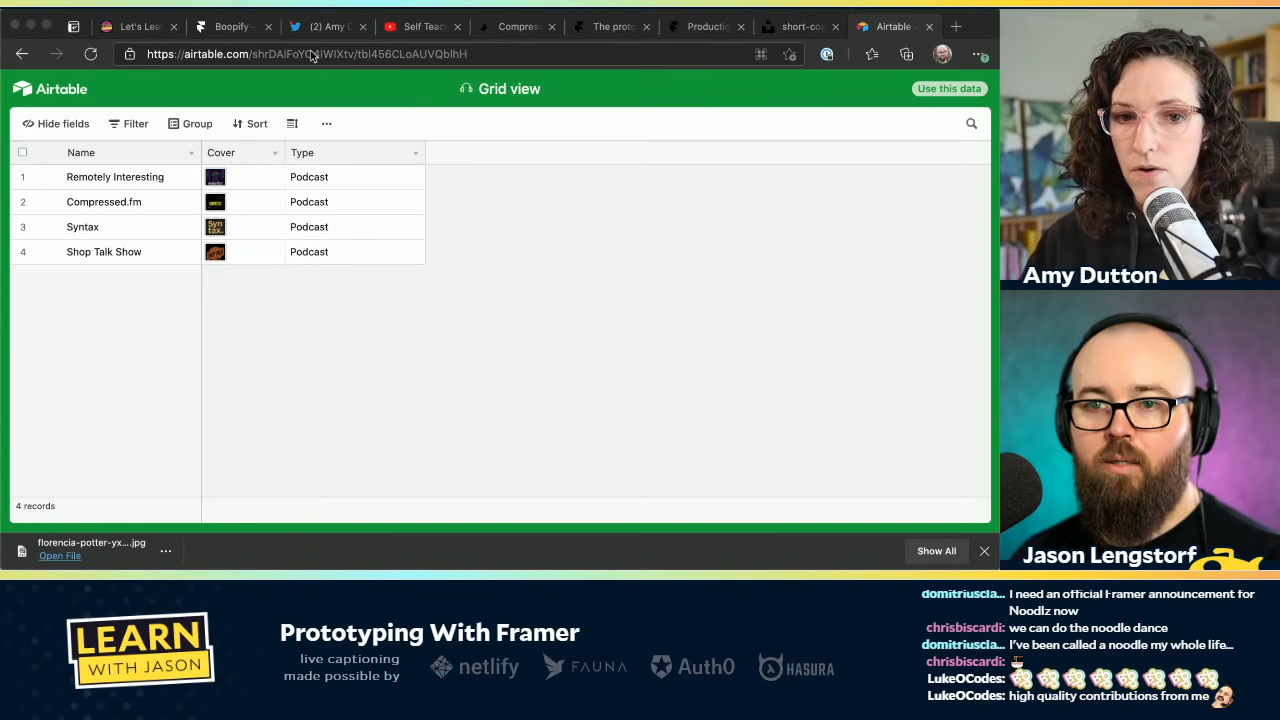 Let's Lea
Boopify –
(2) Amy D
Self Teac
Compress
The proto
Productio
short-coa
Airtable -
https://airtable.com/
Airtable
Grid view
Use this data
Hide fields
Filter
Group
Sort
Name
Cover
Type
1 Remotely Interesting Podcast
2 Compressed.fm Podcast
3 Syntax Podcast
4 Shop Talk Show Podcast
4 records
florencia-potter-yx....jpg
Open File
Show All
Amy Dutton
Jason Lengstorf
LEARN
WITH JASON
Prototyping With Framer
live captioning
made possible by
netlify
FAUNA
Auth0
HASURA
domitriuscla... I need an official Framer announcement for
Noodlz now
chrisbiscardi: we can do the noodle dance
domitriuscla... I've been called a noodle my whole life...
chrisbiscardi:
LukeOCodes:
LukeOCodes: high quality contributions from me